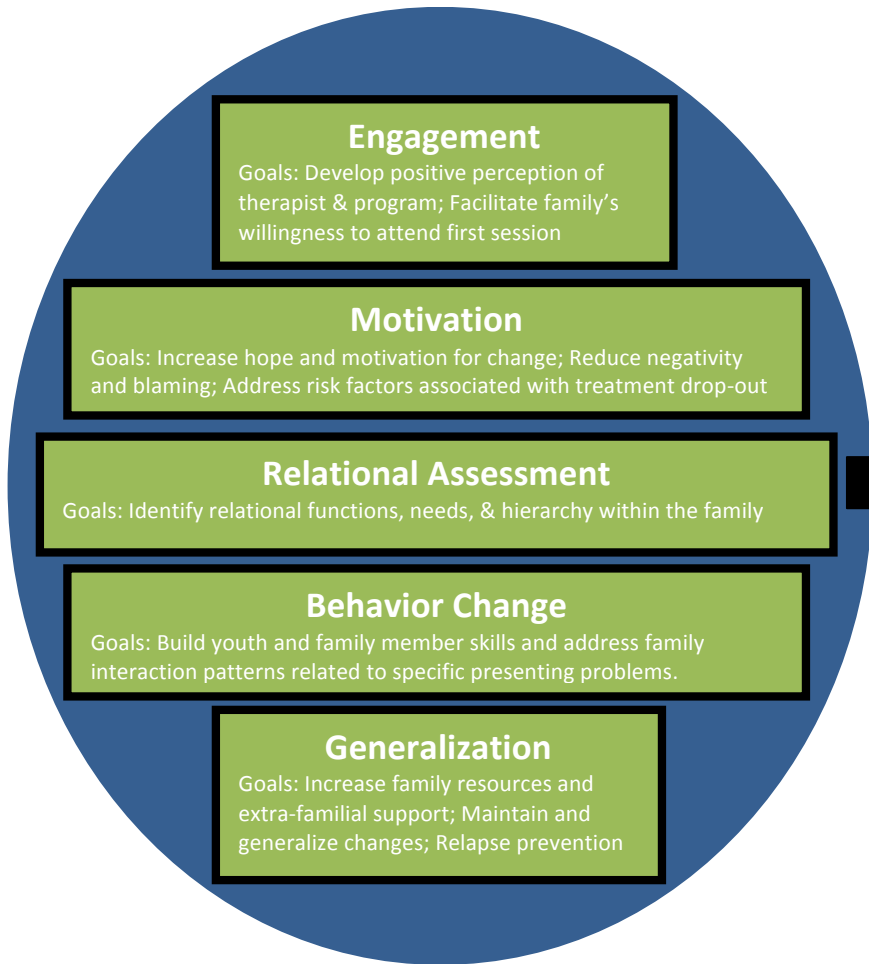 Engagement
Goals: Develop positive perception of
therapist & program; Facilitate family’s
willingness to attend first session
Motivation
Goals: Increase hope and motivation for change; Reduce negativity
and blaming; Address risk factors associated with treatment drop-out
Relational Assessment
Goals: Identify relational functions, needs, & hierarchy within the family
Behavior Change
Goals: Build youth and family member skills and address family
interaction patterns related to specific presenting problems.
Generalization
Goals: Increase family resources and
extra-familial support; Maintain and
generalize changes; Relapse prevention